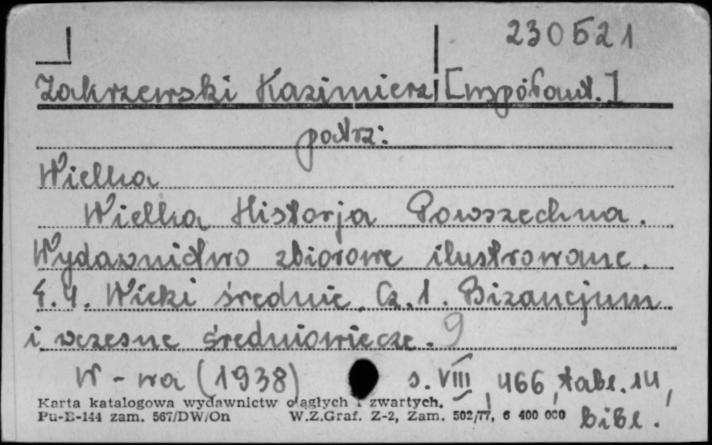 230521
Zakrzewski Kazimierz [współaut.]
patrz:
Wielka
Wielka Historja Powszechna.
Wydawnictwo zbiorowe ilustrowane.
T.4. Wieki średnie. Cz.1. Bizancjum
i wczesne średniowiecze. 9
W-wa (1938) s. VIII, 466, tabl. 14,
Bibl.
Karta katalogowa wydawnictw ciągłych i zwartych.
Pu-E-144 zam. 567/DW/On W.Z.Graf. Z-2, Zam. 502/77, 6 400 000